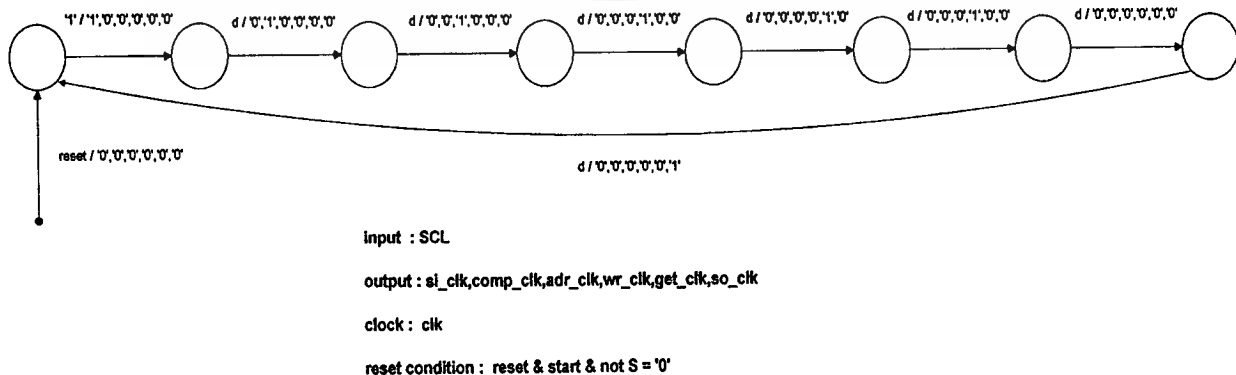 '1' / '1','0','0','0','0','0'
d / '0','1','0','0','0','0'
d / '0','0','1','0','0','0'
d / '0','0','0','1','0','0'
d / '0','0','0','0','1','0'
d / '0','0','0','1','0','0'
d / '0','0','0','0','0','0'
reset / '0','0','0','0','0','0'
d / '0','0','0','0','0','1'
input : SCL
output : si_clk,comp_clk,adr_clk,wr_clk,get_clk,so_clk
clock : clk
reset condition : reset & start & not S = '0'